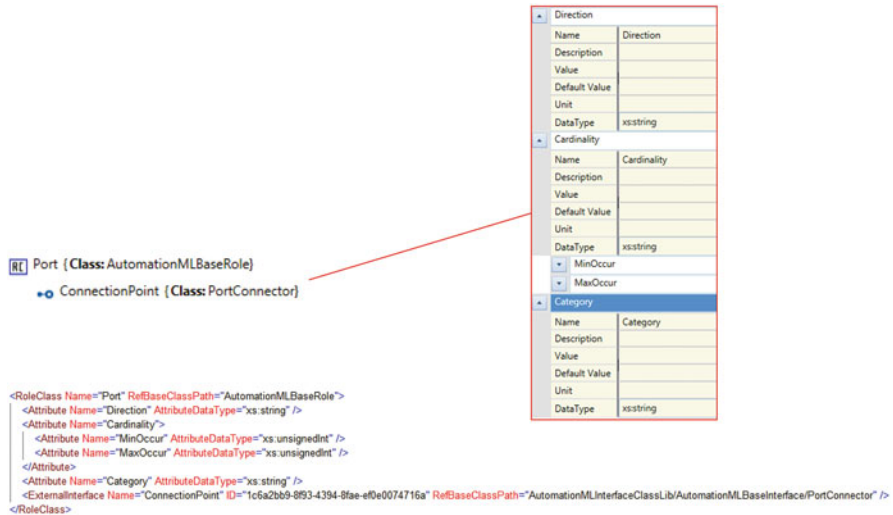 Direction
Name Direction
Description
Value
Default Value
Unit
DataType xs:string
Cardinality
Name Cardinality
Description
Value
Default Value
Unit
DataType xs:string
MinOccur
MaxOccur
Category
Name Category
Description
Value
Default Value
Unit
DataType xs:string
RC Port {Class: AutomationMLBaseRole}
ConnectionPoint {Class: PortConnector}
<RoleClass Name="Port" RefBaseClassPath="AutomationMLBaseRole">
<Attribute Name="Direction" AttributeDataType="xs:string" />
<Attribute Name="Cardinality">
<Attribute Name="MinOccur" AttributeDataType="xs:unsignedInt" />
<Attribute Name="MaxOccur" AttributeDataType="xs:unsignedInt" />
</Attribute>
<Attribute Name="Category" AttributeDataType="xs:string" />
<ExternalInterface Name="ConnectionPoint" ID="1c6a2bb9-8f93-4394-8fae-ef0e0074716a" RefBaseClassPath="AutomationMLInterfaceClassLib/AutomationMLBaseInterface/PortConnector" />
</RoleClass>